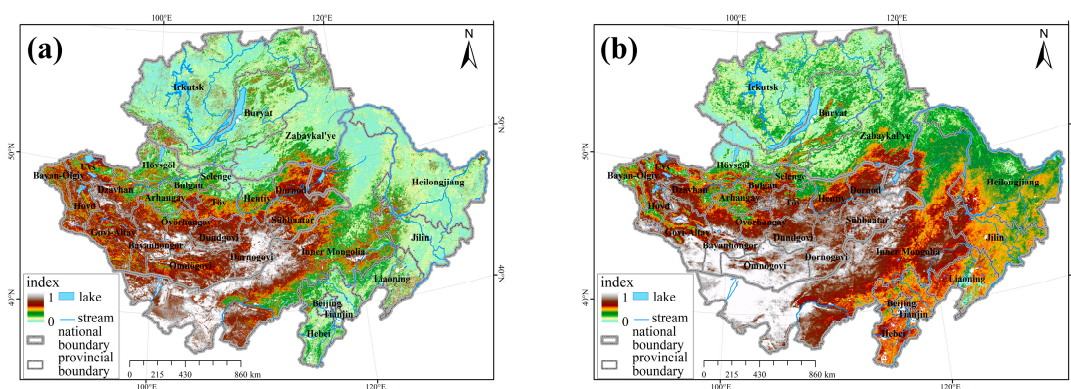 100°E
120°E
(a)
N
Irkutsk
Buryat
Zabaykal'ye
50°N
50°N
Hövsgöl
Uvs
Bayan-Ölgiy
Selenge
Bulgan
Dzavhan
Heilongjiang
Arhangay
Töv
Hentiy
Dornod
Hovd
Övörhangay
Sühbaatar
Govi-Altay
Dundgovi
Jilin
Bayanhongor
Dornogovi
Inner Mongolia
Ömnögovi
Liaoning
40°N
40°N
Beijing
Tianjin
Hebei
index
1
0
lake
stream
national
boundary
provincial
boundary
0 215 430 860 km
100°E
120°E
100°E
120°E
(b)
N
Irkutsk
Buryat
Zabaykal'ye
50°N
50°N
Hövsgöl
Bayan-Ölgiy
Selenge
Bulgan
Dzavhan
Heilongjiang
Arhangay
Töv
Hentiy
Dornod
Hovd
Övörhangay
Sühbaatar
Govi-Altay
Dundgovi
Jilin
Bayanhongor
Dornogovi
Inner Mongolia
Ömnögovi
Liaoning
40°N
40°N
Beijing
Tianjin
Hebei
index
1
0
lake
stream
national
boundary
provincial
boundary
0 215 430 860 km
100°E
120°E